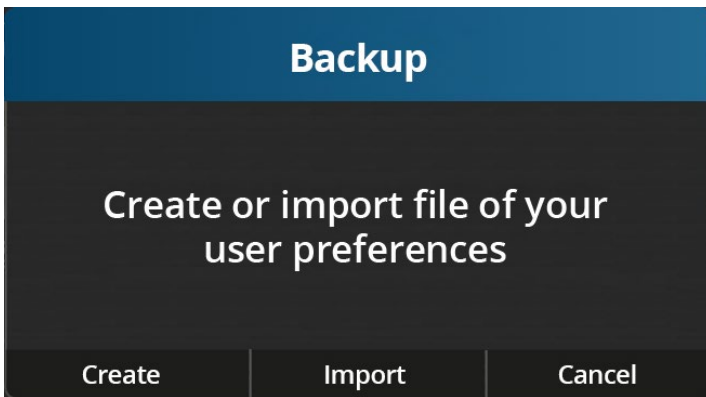 Backup
Create or import file of your
user preferences
Create
Import
Cancel